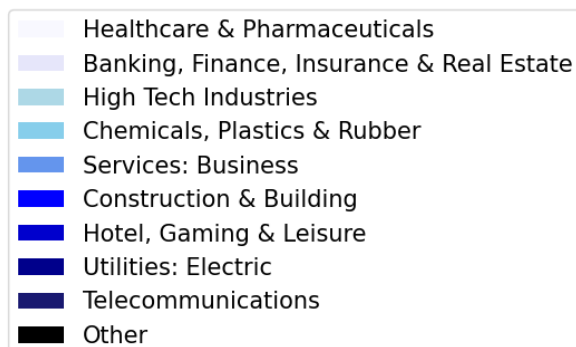 Healthcare & Pharmaceuticals
Banking, Finance, Insurance & Real Estate
High Tech Industries
Chemicals, Plastics & Rubber
Services: Business
Construction & Building
Hotel, Gaming & Leisure
Utilities: Electric
Telecommunications
Other